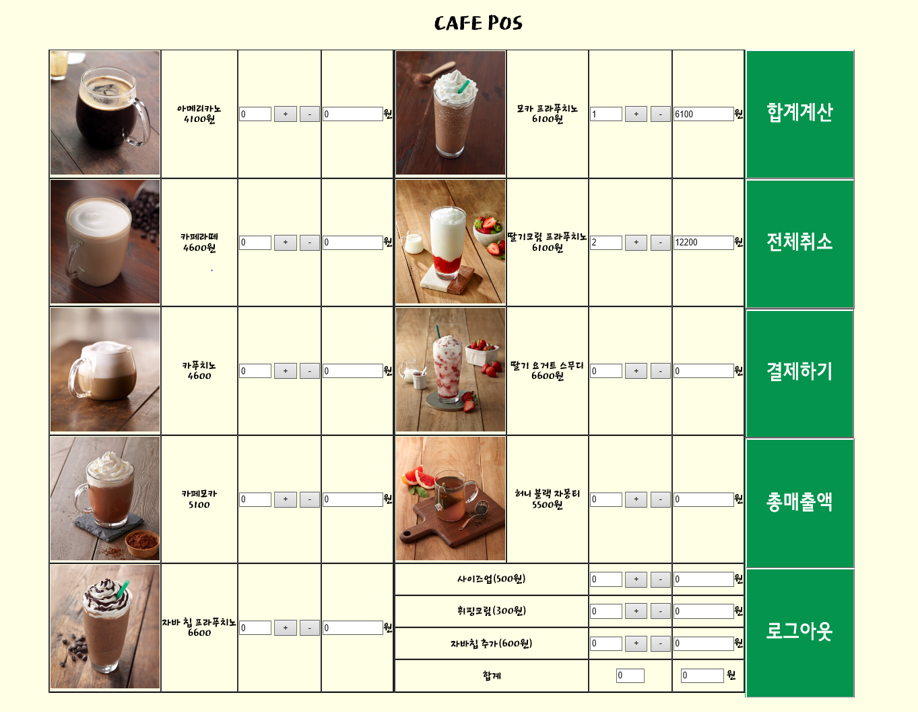 CAFE POS
아메리카노
4100원
0 + - 0 원
모카 프라푸치노
6100원
1 + - 6100 원
합계계산
카페라떼
4600원
0 + - 0 원
딸기크림 프라푸치노
6100원
2 + - 12200 원
전체취소
카푸치노
4600
0 + - 0 원
딸기 요거트 스무디
6600원
0 + - 0 원
결제하기
카페모카
5100
0 + - 0 원
허니 블랙 자몽티
5500원
0 + - 0 원
총매출액
자바 칩 프라푸치노
6600
0 + - 0 원
사이즈업(500원) 0 + - 0 원
휘핑크림(300원) 0 + - 0 원
자바칩 추가(600원) 0 + - 0 원
합계 0 0 원
로그아웃